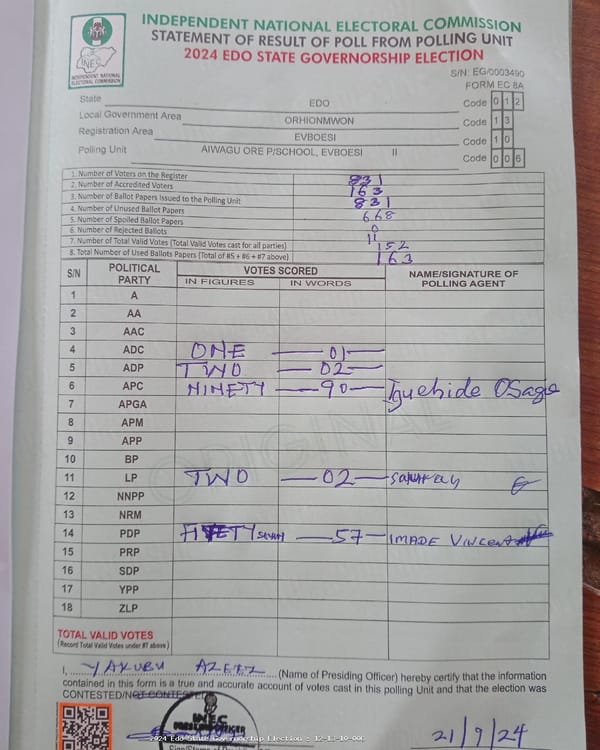 INDEPENDENT NATIONAL ELECTORAL COMMISSION
STATEMENT OF RESULT OF POLL FROM POLLING UNIT
2024 EDO STATE GOVERNORSHIP ELECTION
INEC
INDEPENDENT NATIONAL ELECTORAL COMMISSION
S/N: EG/0003490
FORM EC 8A
State EDO Code 0 1 2
Local Government Area ORHIONMWON Code 1 3
Registration Area EVBOESI Code 1 0
Polling Unit AIWAGU ORE P/SCHOOL, EVBOESI II Code 0 0 6
1. Number of Voters on the Register 831
2. Number of Accredited Voters 163
3. Number of Ballot Papers Issued to the Polling Unit 831
4. Number of Unused Ballot Papers 668
5. Number of Spoiled Ballot Papers 0
6. Number of Rejected Ballots 11
7. Number of Total Valid Votes (Total Valid Votes cast for all parties) 152
8. Total Number of Used Ballots Papers (Total of #5 + #6 + #7 above) 163
S/N POLITICAL PARTY VOTES SCORED NAME/SIGNATURE OF POLLING AGENT
IN FIGURES IN WORDS
1 A
2 AA
3 AAC
4 ADC ONE 01
5 ADP TWO 02
6 APC NINETY 90 Iguehide OSage
7 APGA
8 APM
9 APP
10 BP
11 LP TWO 02
12 NNPP
13 NRM
14 PDP 57 IMADE VINCENT
15 PRP
16 SDP
17 YPP
18 ZLP
ORIGINAL
TOTAL VALID VOTES
(Record Total Valid Votes under #7 above)
I, YAKUBU AZEEZ (Name of Presiding Officer) hereby certify that the information
contained in this form is a true and accurate account of votes cast in this polling Unit and that the election was
CONTESTED/NOT CONTESTED
INEC
PRESIDING OFFICER
21/9/24
2024 Edo State Governorship Election - 12-13-10-006